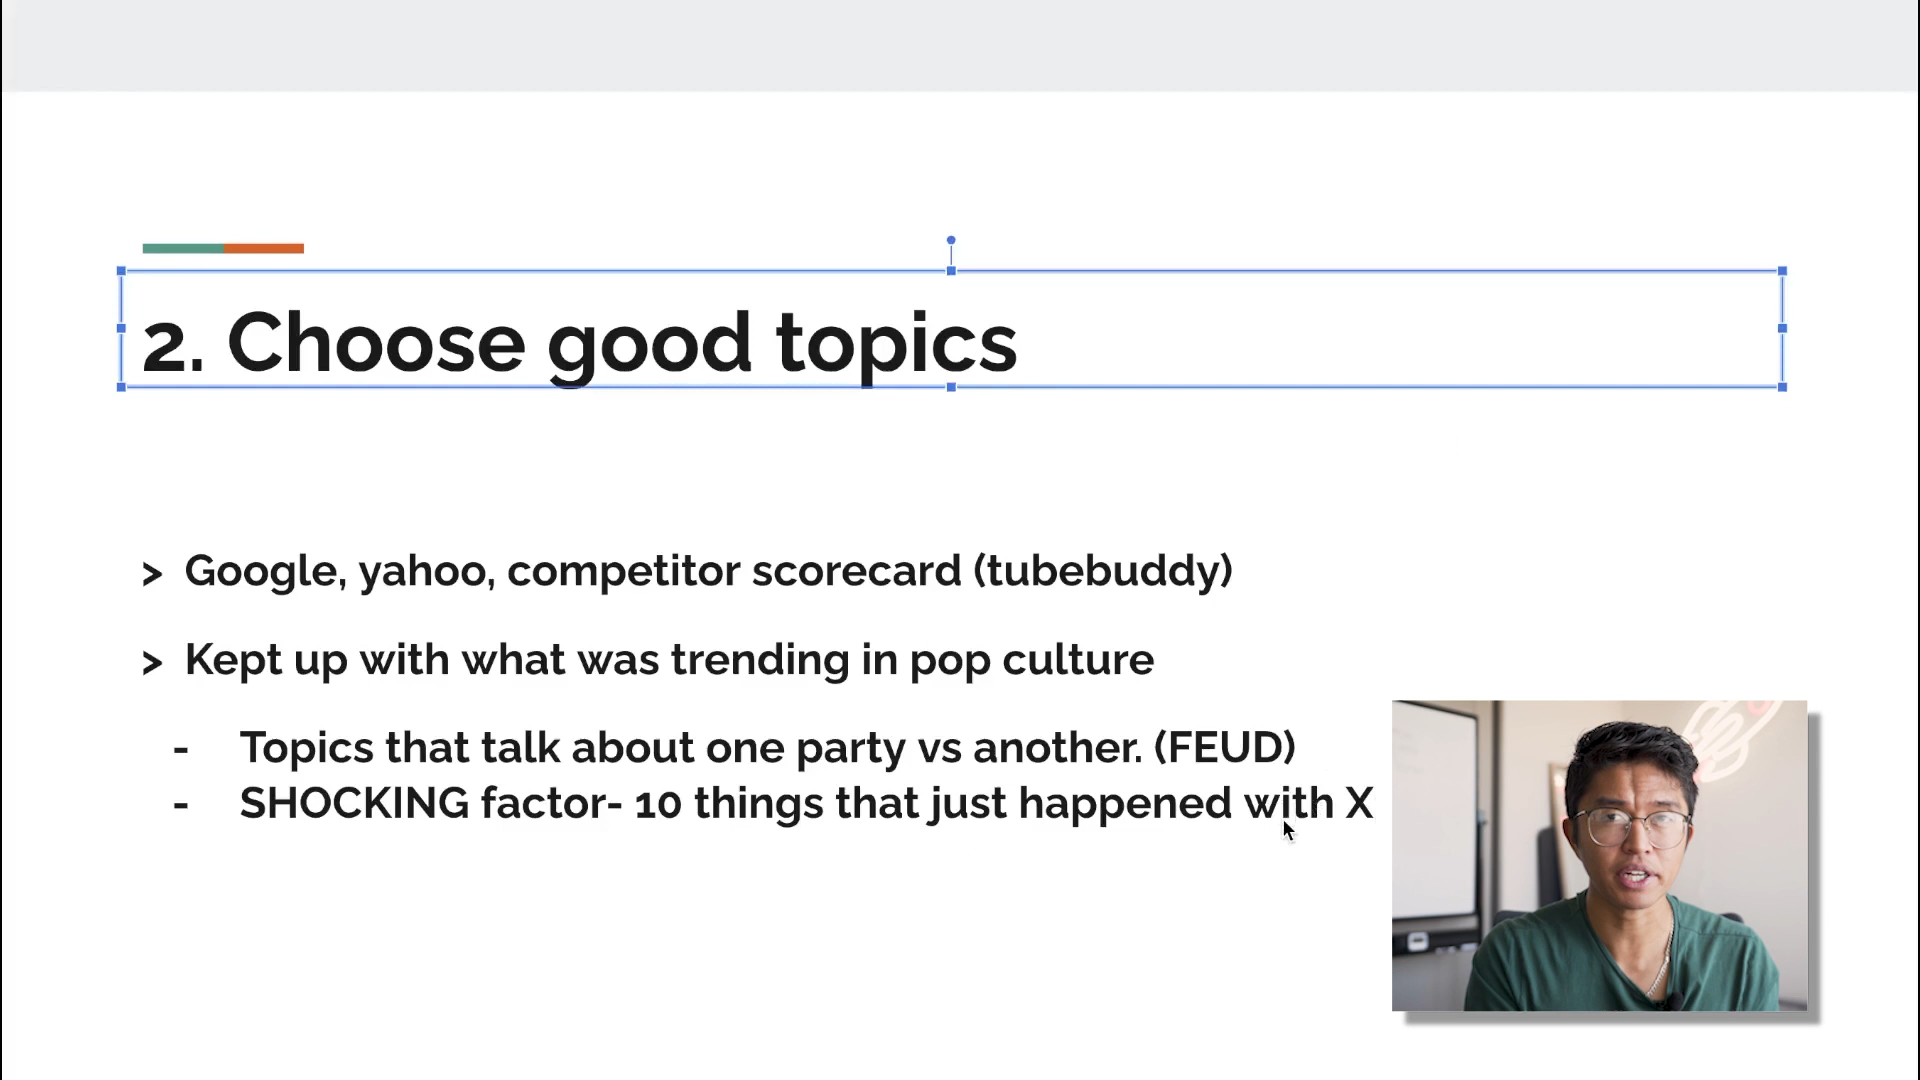 2. Choose good topics
> Google, yahoo, competitor scorecard (tubebuddy)
> Kept up with what was trending in pop culture
- Topics that talk about one party vs another. (FEUD)
- SHOCKING factor- 10 things that just happened with X